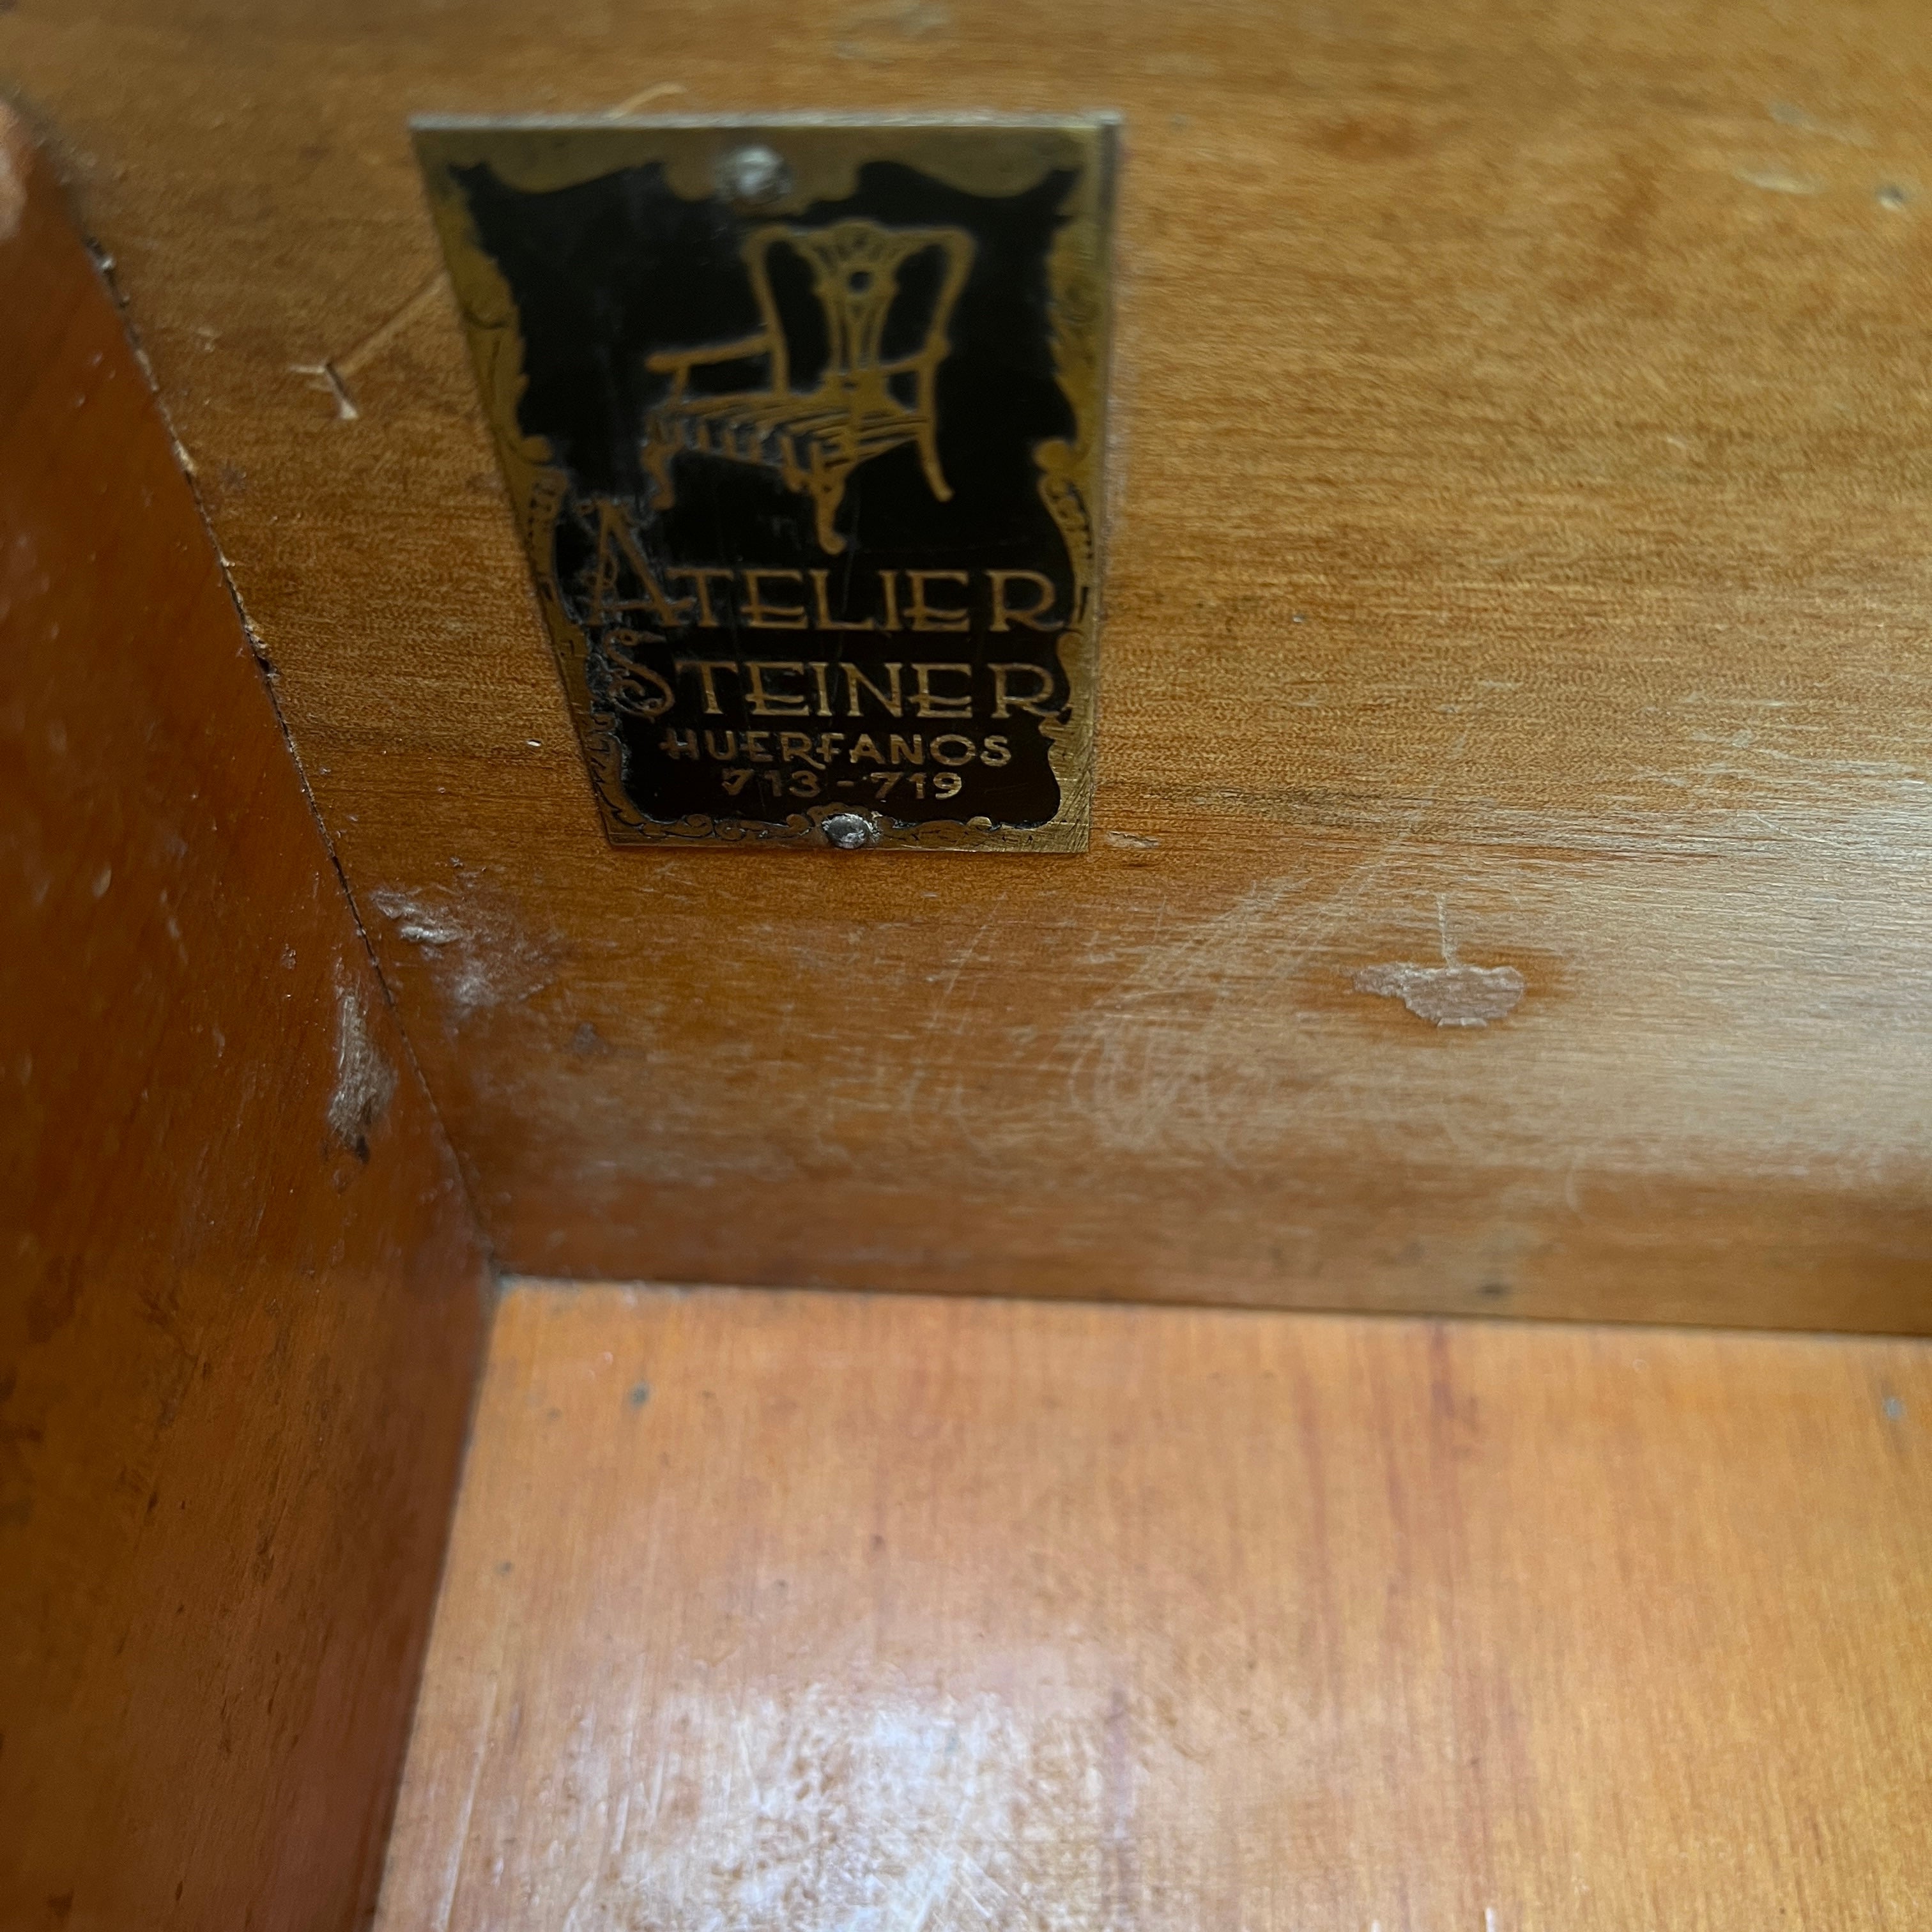 ATELIER
STEINER
HUERFANOS
713-719